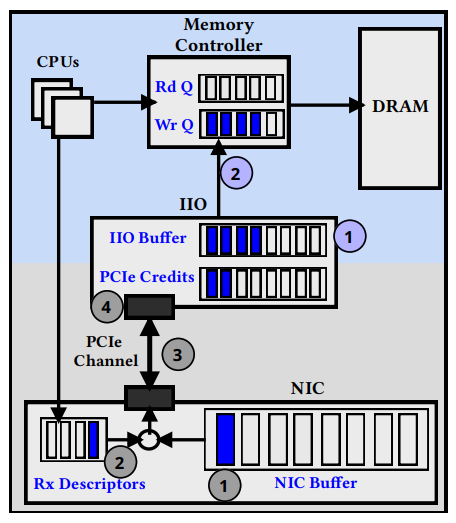 Memory
Controller
CPUs
Rd Q
Wr Q
DRAM
2
IIO
IIO Buffer
1
PCIe Credits
4
PCIe
Channel
3
NIC
2
Rx Descriptors
1
NIC Buffer